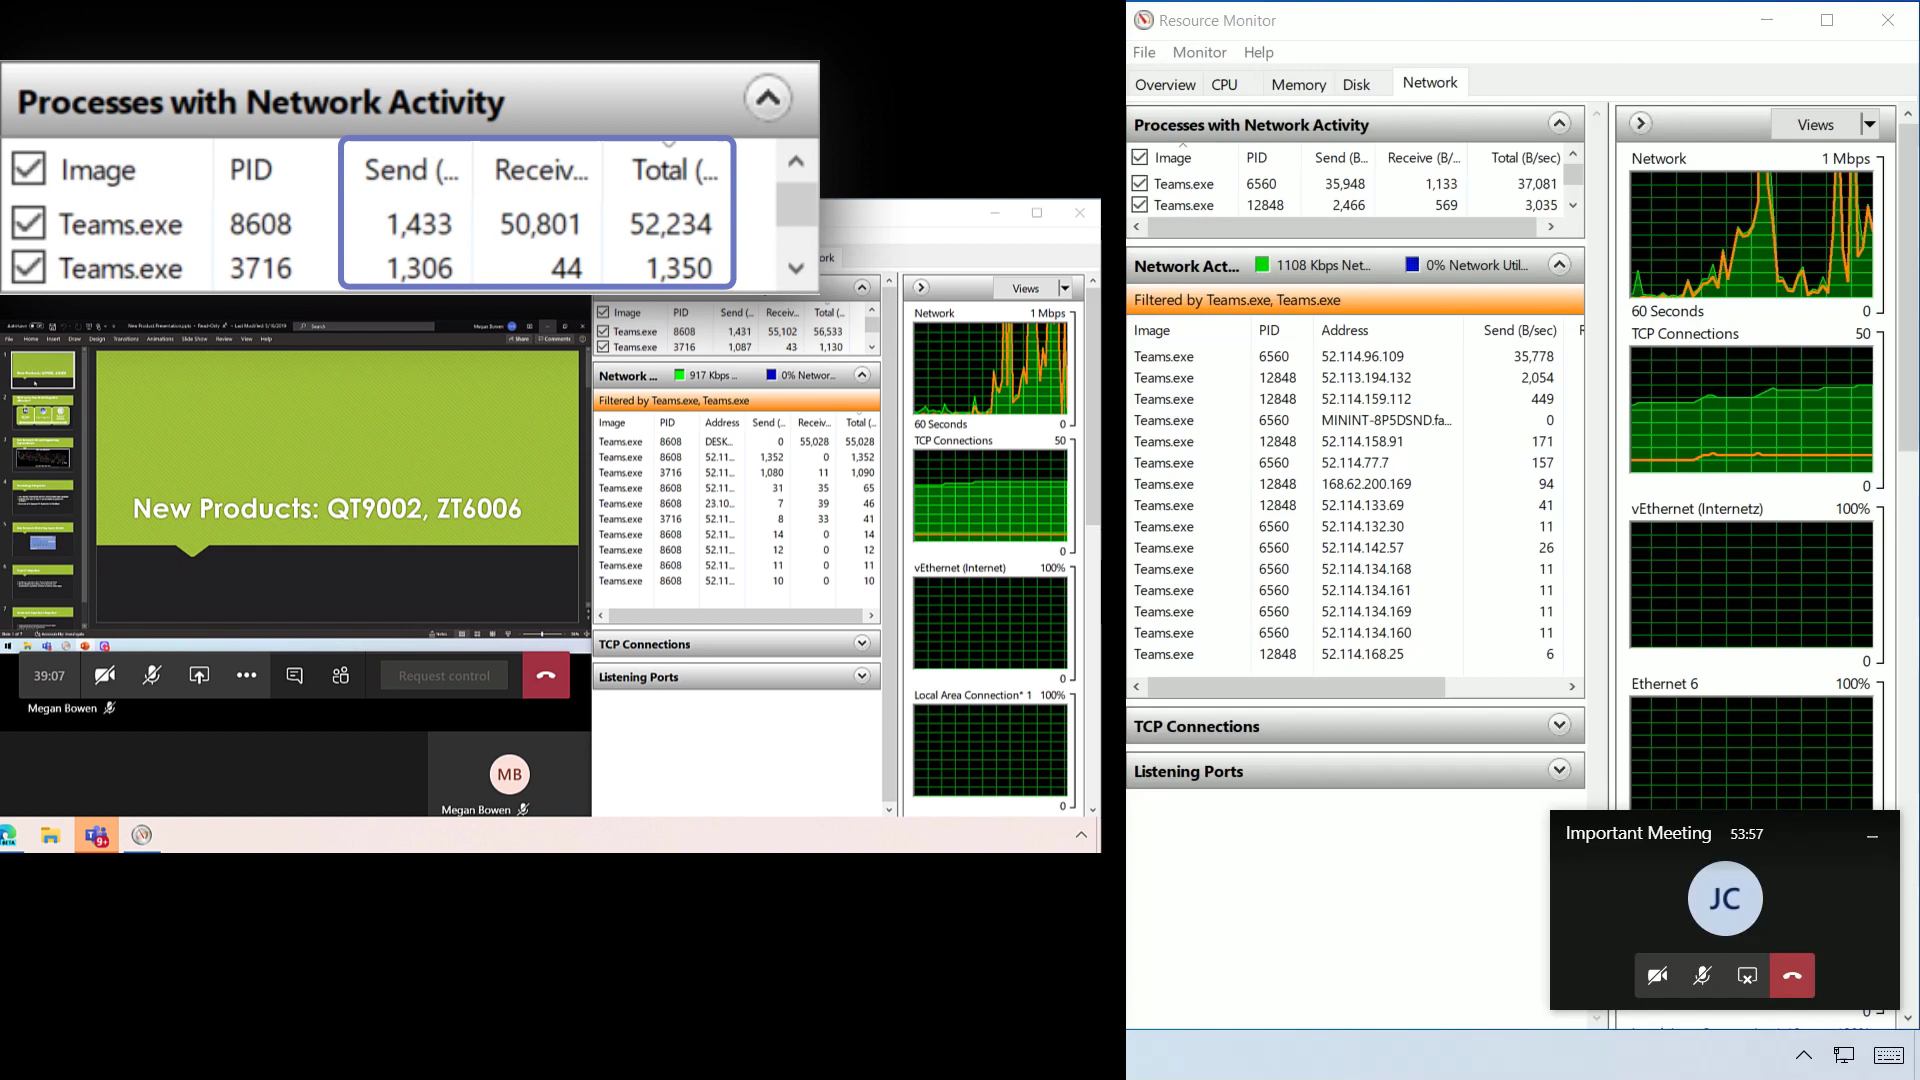 Processes with Network Activity
Image PID Send (... Receiv... Total (...
Teams.exe 8608 1,433 50,801 52,234
Teams.exe 3716 1,306 44 1,350
ork
Image PID Send (... Receiv... Total (...
Teams.exe 8608 1,431 55,102 56,533
Teams.exe 3716 1,087 43 1,130
Network ... 917 Kbps ... 0% Networ...
Filtered by Teams.exe, Teams.exe
Image PID Address Send (... Receiv... Total (...
Teams.exe 8608 DESK... 0 55,028 55,028
Teams.exe 8608 52.11... 1,352 0 1,352
Teams.exe 3716 52.11... 1,080 11 1,090
Teams.exe 8608 52.11... 31 35 65
Teams.exe 8608 23.10... 7 39 46
Teams.exe 3716 52.11... 8 33 41
Teams.exe 8608 52.11... 14 0 14
Teams.exe 8608 52.11... 12 0 12
Teams.exe 8608 52.11... 11 0 11
Teams.exe 8608 52.11... 10 0 10
TCP Connections
Listening Ports
Views
Network 1 Mbps
60 Seconds 0
TCP Connections 50
0
vEthernet (Internet) 100%
0
Local Area Connection* 1 100%
0
File Home Insert Draw Design Transitions Animations Slide Show Review View Help Share Comments
Search
Megan Bowen
New Products: QT9002, ZT6006
39:07 Request control
Megan Bowen
MB
Megan Bowen
9+
Resource Monitor
File Monitor Help
Overview CPU Memory Disk Network
Processes with Network Activity
Image PID Send (B... Receive (B/... Total (B/sec)
Teams.exe 6560 35,948 1,133 37,081
Teams.exe 12848 2,466 569 3,035
Network Act... 1108 Kbps Net... 0% Network Util...
Filtered by Teams.exe, Teams.exe
Image PID Address Send (B/sec) F
Teams.exe 6560 52.114.96.109 35,778
Teams.exe 12848 52.113.194.132 2,054
Teams.exe 12848 52.114.159.112 449
Teams.exe 6560 MININT-8P5DSND.fa... 0
Teams.exe 12848 52.114.158.91 171
Teams.exe 6560 52.114.77.7 157
Teams.exe 12848 168.62.200.169 94
Teams.exe 12848 52.114.133.69 41
Teams.exe 6560 52.114.132.30 11
Teams.exe 6560 52.114.142.57 26
Teams.exe 6560 52.114.134.168 11
Teams.exe 6560 52.114.134.161 11
Teams.exe 6560 52.114.134.169 11
Teams.exe 6560 52.114.134.160 11
Teams.exe 12848 52.114.168.25 6
TCP Connections
Listening Ports
Views
Network 1 Mbps
60 Seconds 0
TCP Connections 50
0
vEthernet (Internetz) 100%
0
Ethernet 6 100%
Important Meeting 53:57
JC
0